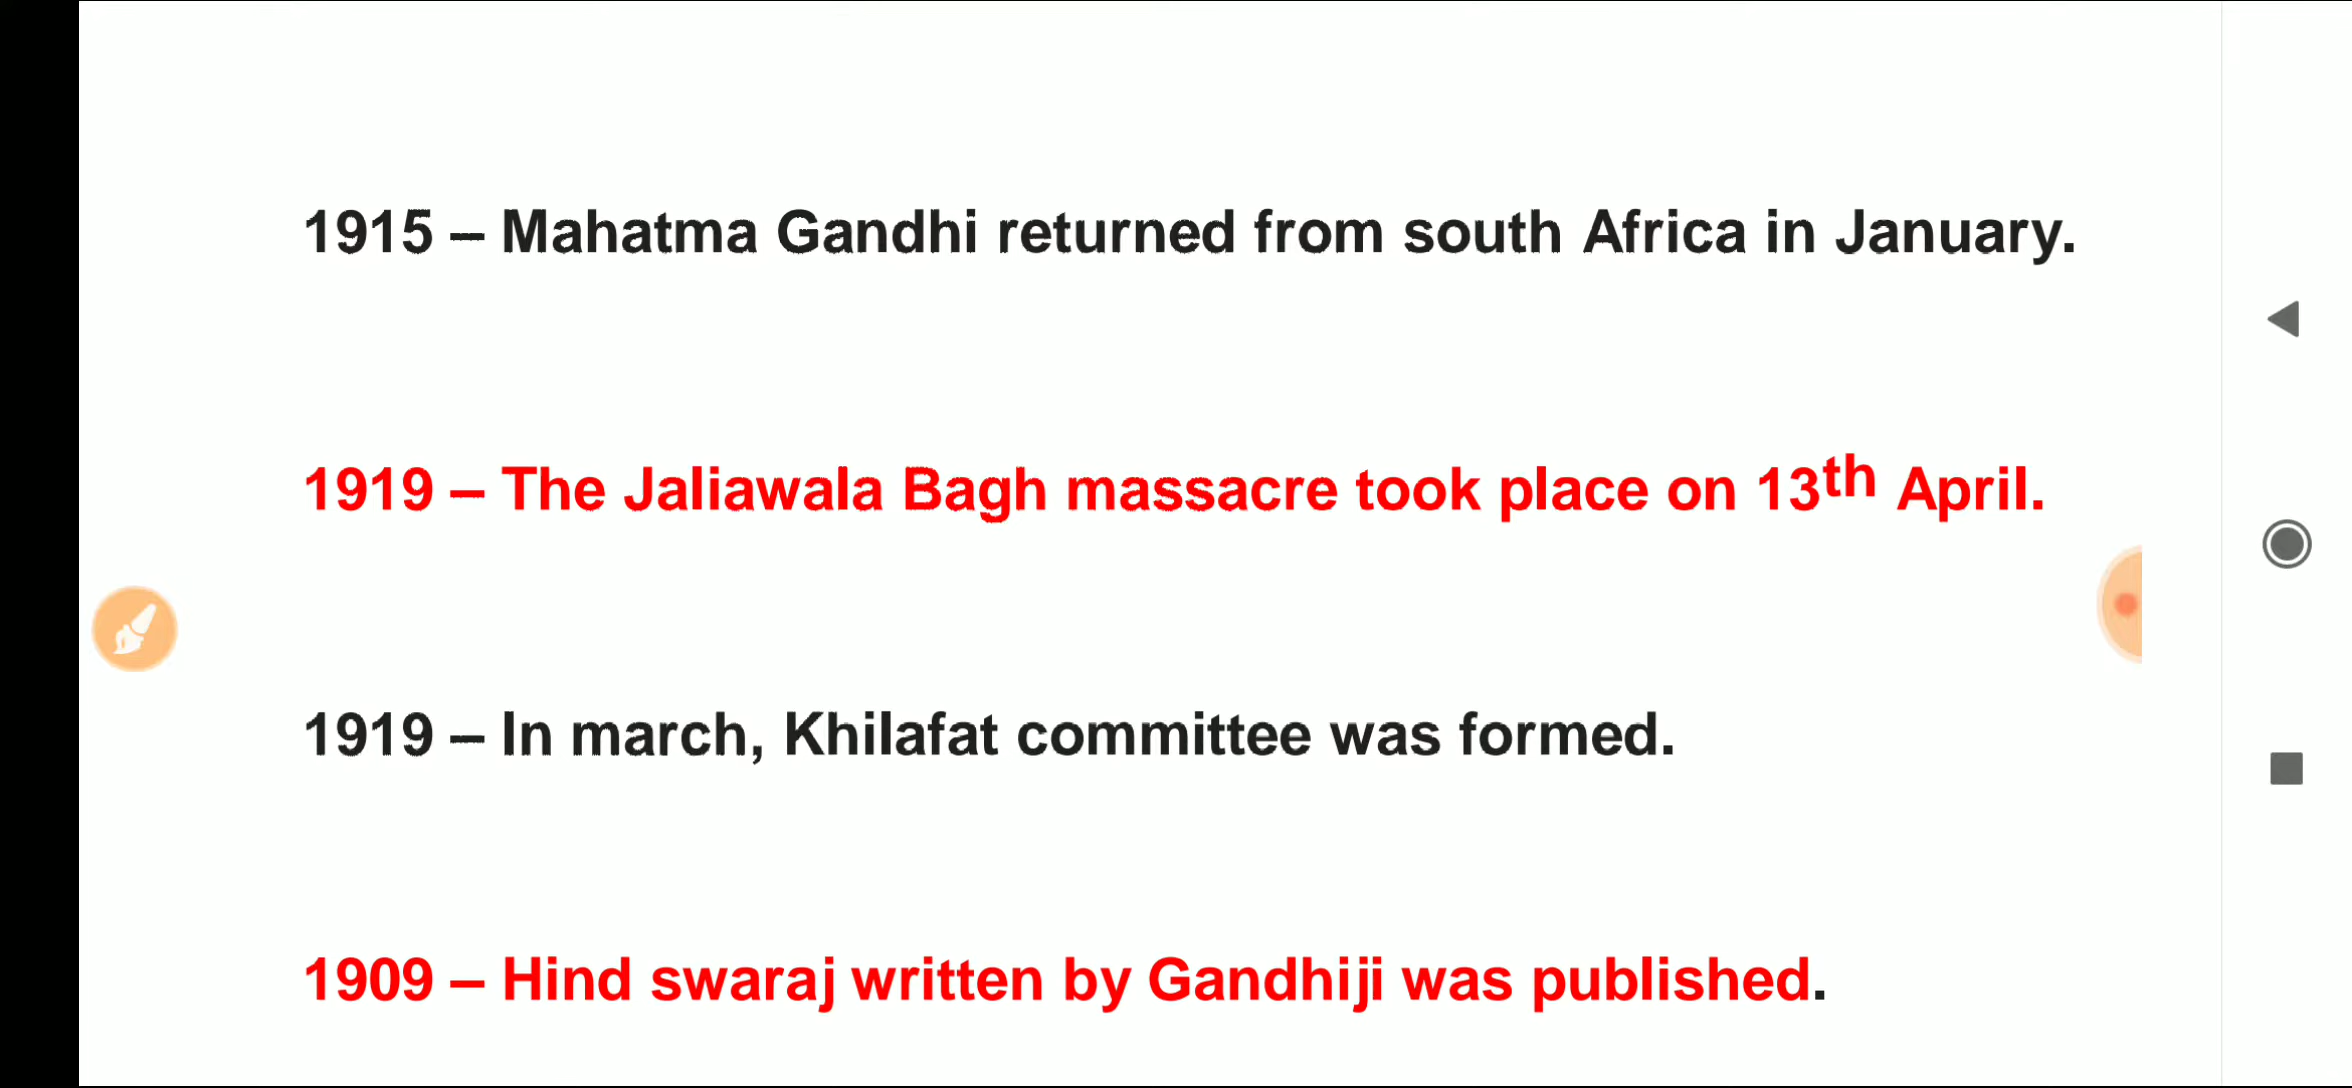 1915 – Mahatma Gandhi returned from south Africa in January.
1919 – The Jaliawala Bagh massacre took place on 13th April.
1919 – In march, Khilafat committee was formed.
1909 – Hind swaraj written by Gandhiji was published.